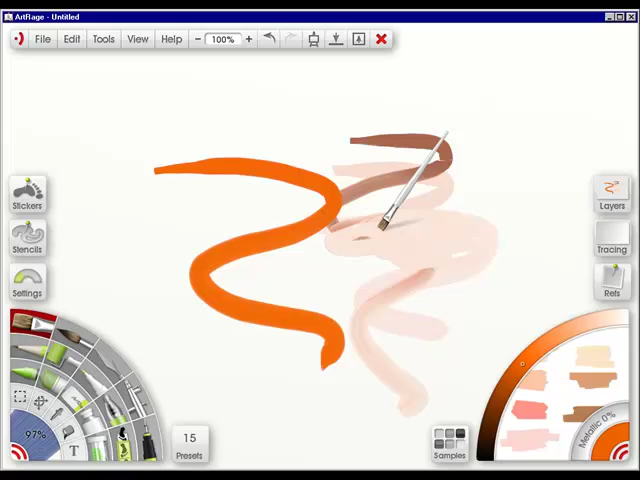 ArtRage - Untitled
File Edit Tools View Help - 100% +
Stickers
Layers
Stencils
Tracing
Settings
Refs
97%
T
15
Presets
Samples
Metallic 0%